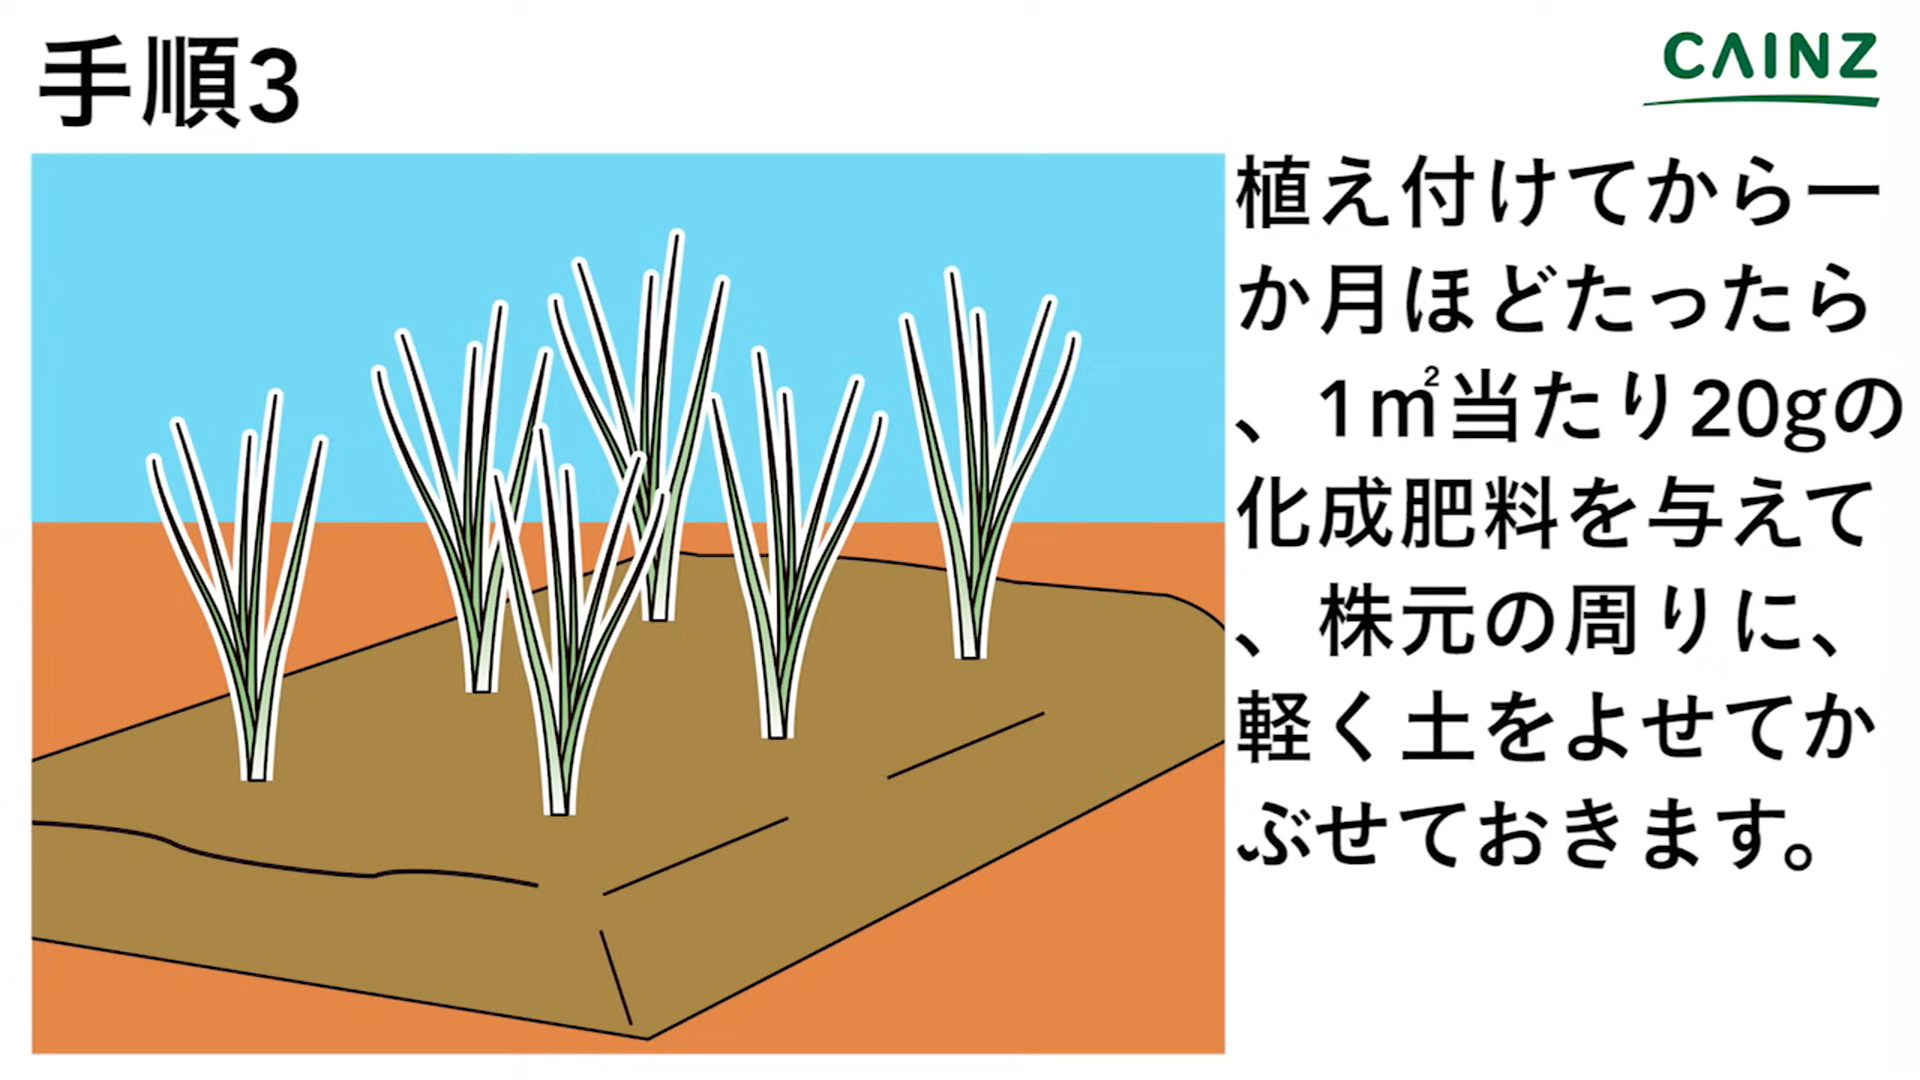 手順3
CAINZ
植え付けてから一
か月ほどたったら
、1㎡当たり20gの
化成肥料を与えて
、株元の周りに、
軽く土をよせてか
ぶせておきます。